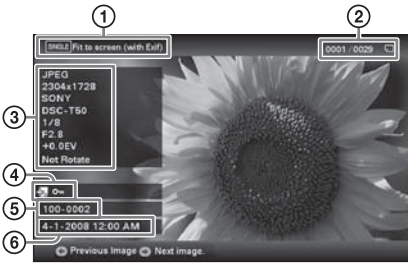 1
2
SINGLE Fit to screen (with Exif)
0001 / 0029
3
JPEG
2304x1728
SONY
DSC-T50
1/8
F2.8
+0.0EV
Not Rotate
4
5
100-0002
6
4-1-2008 12:00 AM
Previous Image Next image.